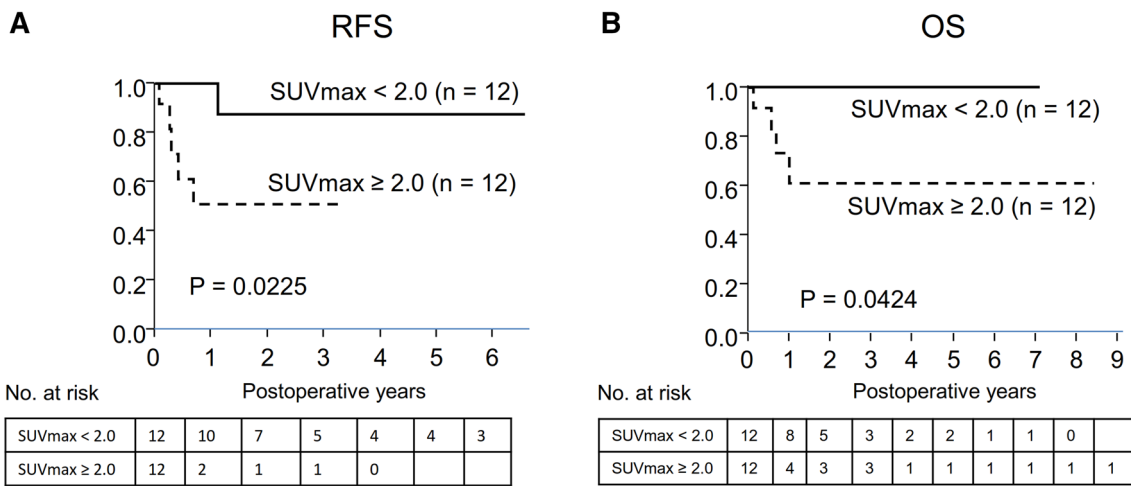 A
RFS
1.0
0.8
0.6
0.4
0.2
0.0
SUVmax < 2.0 (n = 12)
SUVmax ≥ 2.0 (n = 12)
P = 0.0225
0 1 2 3 4 5 6
No. at risk
Postoperative years
SUVmax < 2.0 12 10 7 5 4 4 3
SUVmax ≥ 2.0 12 2 1 1 0
B
OS
1.0
0.8
0.6
0.4
0.2
0.0
SUVmax < 2.0 (n = 12)
SUVmax ≥ 2.0 (n = 12)
P = 0.0424
0 1 2 3 4 5 6 7 8 9
No. at risk
Postoperative years
SUVmax < 2.0 12 8 5 3 2 2 1 1 0
SUVmax ≥ 2.0 12 4 3 3 1 1 1 1 1 1